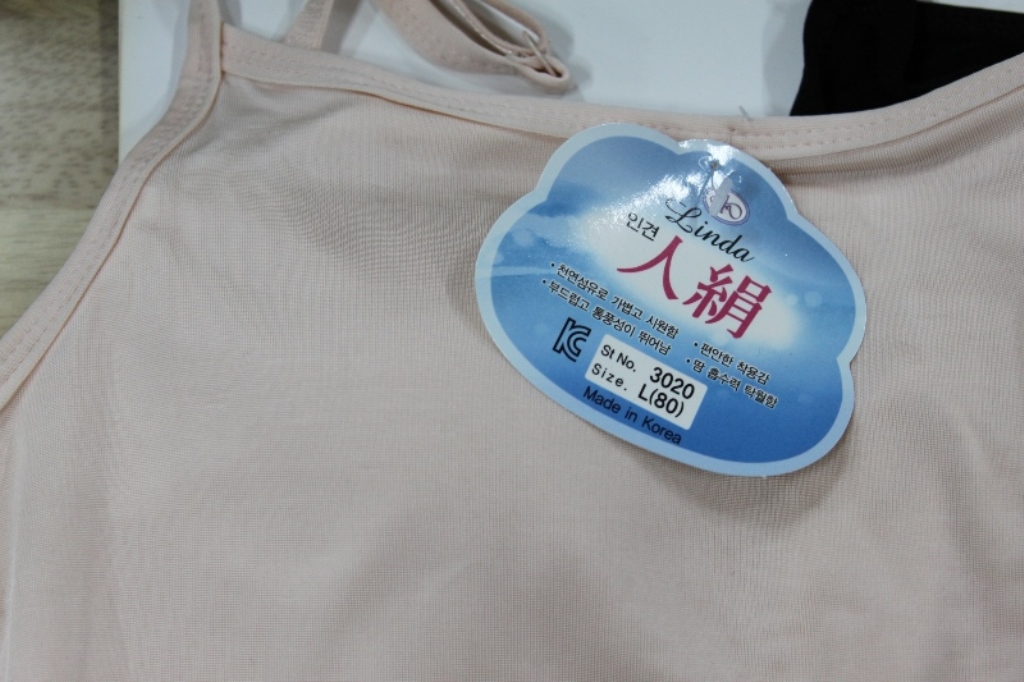 Linda
인견
人絹
• 천연섬유로 가볍고 시원함
• 부드럽고 통풍성이 뛰어남
• 편안한 착용감
• 땀 흡수력 탁월함
KC
St No. 3020
Size. L(80)
Made in Korea